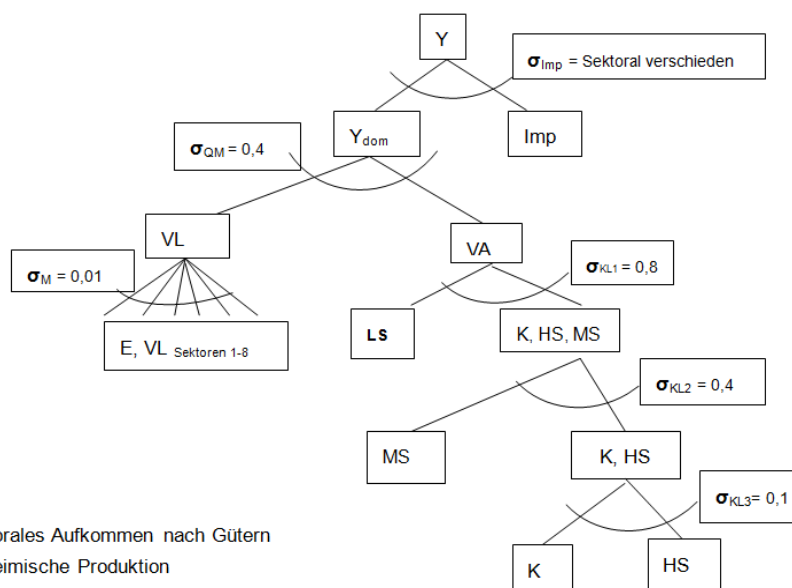 Y
σImp = Sektoral verschieden
Ydom
Imp
σQM = 0,4
VL
VA
σM = 0,01
σKL1 = 0,8
LS
K, HS, MS
E, VL Sektoren 1-8
σKL2 = 0,4
MS
K, HS
σKL3= 0,1
orales Aufkommen nach Gütern
K
HS
eimische Produktion